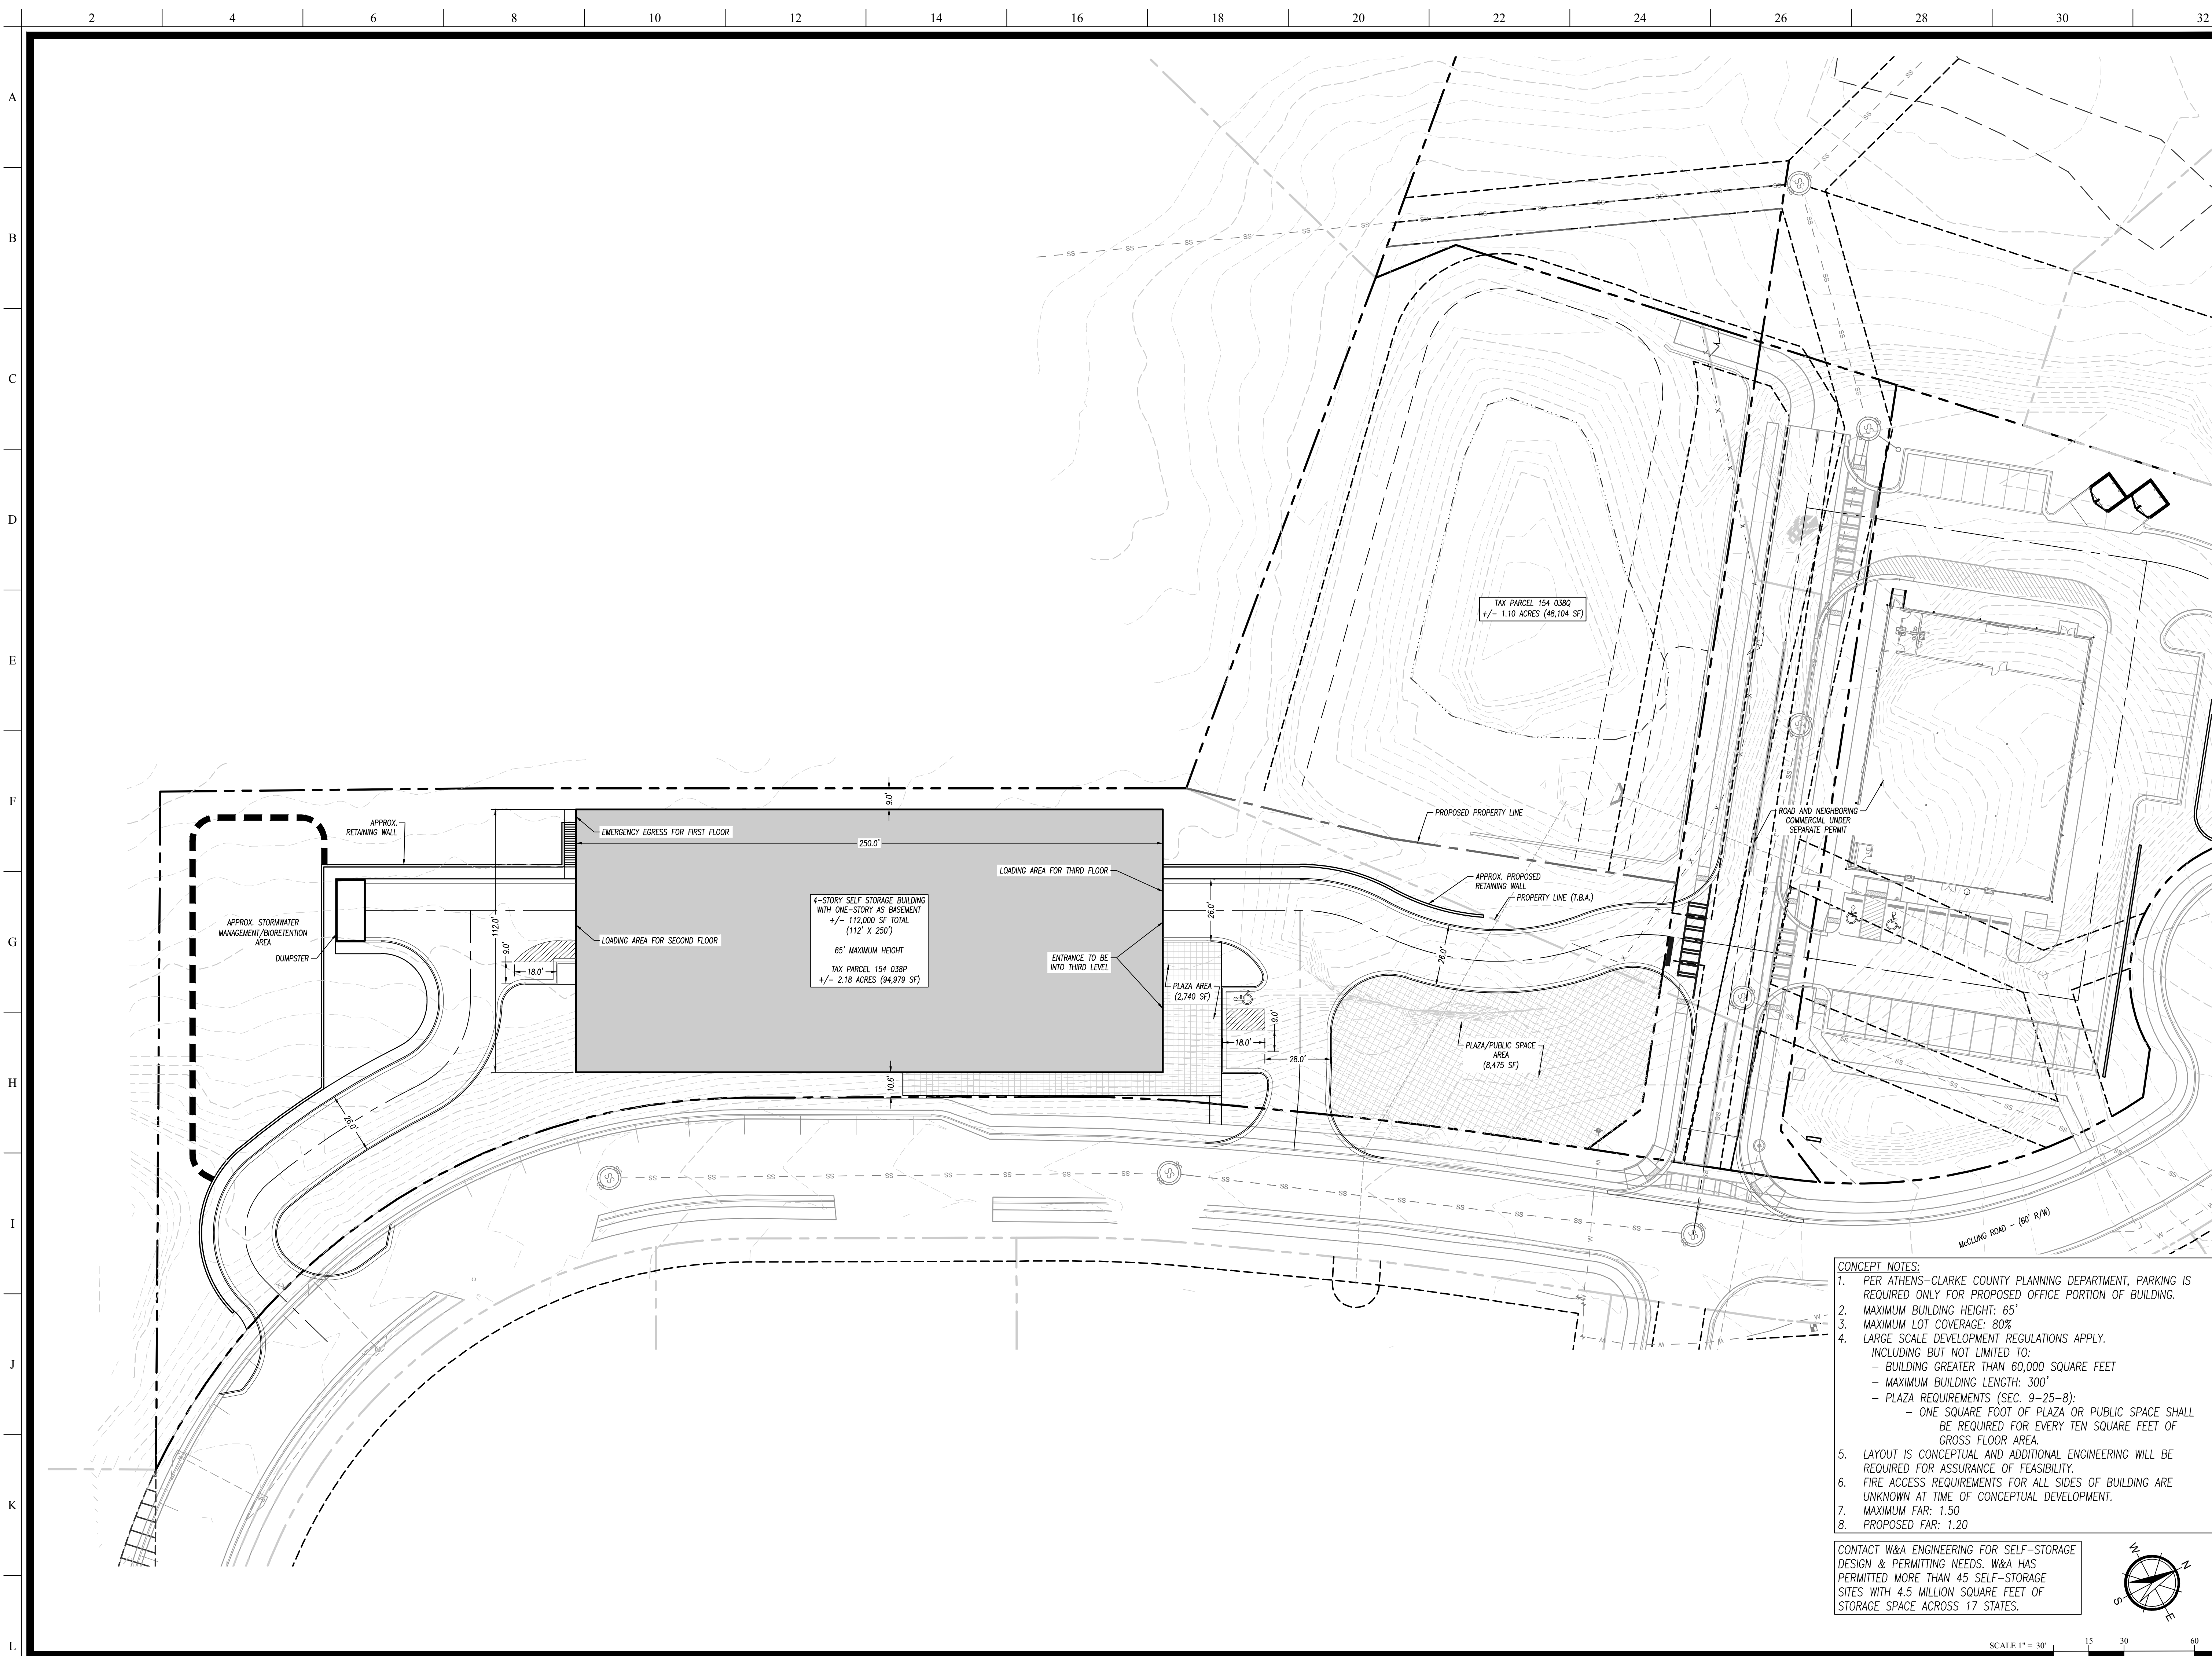 2 4 6 8 10 12 14 16 18 20 22 24 26 28 30 32
A
B
C
D
E
F
G
H
I
J
K
L
TAX PARCEL 154 038Q
+/- 1.10 ACRES (48,104 SF)
APPROX.
RETAINING WALL
EMERGENCY EGRESS FOR FIRST FLOOR
9.0'
250.0'
112.0'
PROPOSED PROPERTY LINE
ROAD AND NEIGHBORING
COMMERCIAL UNDER
SEPARATE PERMIT
LOADING AREA FOR THIRD FLOOR
APPROX. PROPOSED
RETAINING WALL
PROPERTY LINE (T.B.A.)
4-STORY SELF STORAGE BUILDING
WITH ONE-STORY AS BASEMENT
+/- 112,000 SF TOTAL
(112' X 250')
65' MAXIMUM HEIGHT
TAX PARCEL 154 038P
+/- 2.18 ACRES (94,979 SF)
APPROX. STORMWATER
MANAGEMENT/BIORETENTION
AREA
DUMPSTER
LOADING AREA FOR SECOND FLOOR
9.0'
18.0'
26.0'
ENTRANCE TO BE
INTO THIRD LEVEL
26.0'
PLAZA AREA
(2,740 SF)
9.0'
18.0'
28.0'
PLAZA/PUBLIC SPACE
AREA
(8,475 SF)
10.6'
26.0'
McCLUNG ROAD - (60' R/W)
CONCEPT NOTES:
1. PER ATHENS-CLARKE COUNTY PLANNING DEPARTMENT, PARKING IS
REQUIRED ONLY FOR PROPOSED OFFICE PORTION OF BUILDING.
2. MAXIMUM BUILDING HEIGHT: 65'
3. MAXIMUM LOT COVERAGE: 80%
4. LARGE SCALE DEVELOPMENT REGULATIONS APPLY.
INCLUDING BUT NOT LIMITED TO:
- BUILDING GREATER THAN 60,000 SQUARE FEET
- MAXIMUM BUILDING LENGTH: 300'
- PLAZA REQUIREMENTS (SEC. 9-25-8):
- ONE SQUARE FOOT OF PLAZA OR PUBLIC SPACE SHALL
BE REQUIRED FOR EVERY TEN SQUARE FEET OF
GROSS FLOOR AREA.
5. LAYOUT IS CONCEPTUAL AND ADDITIONAL ENGINEERING WILL BE
REQUIRED FOR ASSURANCE OF FEASIBILITY.
6. FIRE ACCESS REQUIREMENTS FOR ALL SIDES OF BUILDING ARE
UNKNOWN AT TIME OF CONCEPTUAL DEVELOPMENT.
7. MAXIMUM FAR: 1.50
8. PROPOSED FAR: 1.20
CONTACT W&A ENGINEERING FOR SELF-STORAGE
DESIGN & PERMITTING NEEDS. W&A HAS
PERMITTED MORE THAN 45 SELF-STORAGE
SITES WITH 4.5 MILLION SQUARE FEET OF
STORAGE SPACE ACROSS 17 STATES.
W
N
S
E
SCALE 1" = 30' 15 30 60